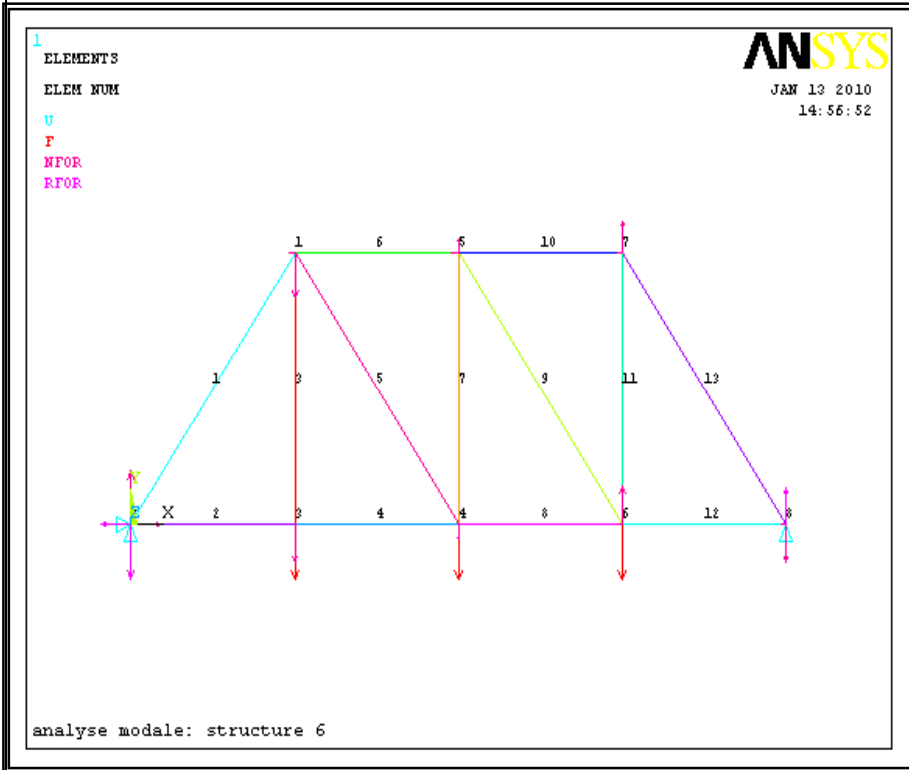 1
ELEMENTS
ELEM NUM
U
F
NFOR
RFOR
ANSYS
JAN 13 2010
14:56:52
1 6 5 10 7
1 3 5 7 9 11 13
Y
X 2 3 4 4 8 6 12 8
analyse modale: structure 6